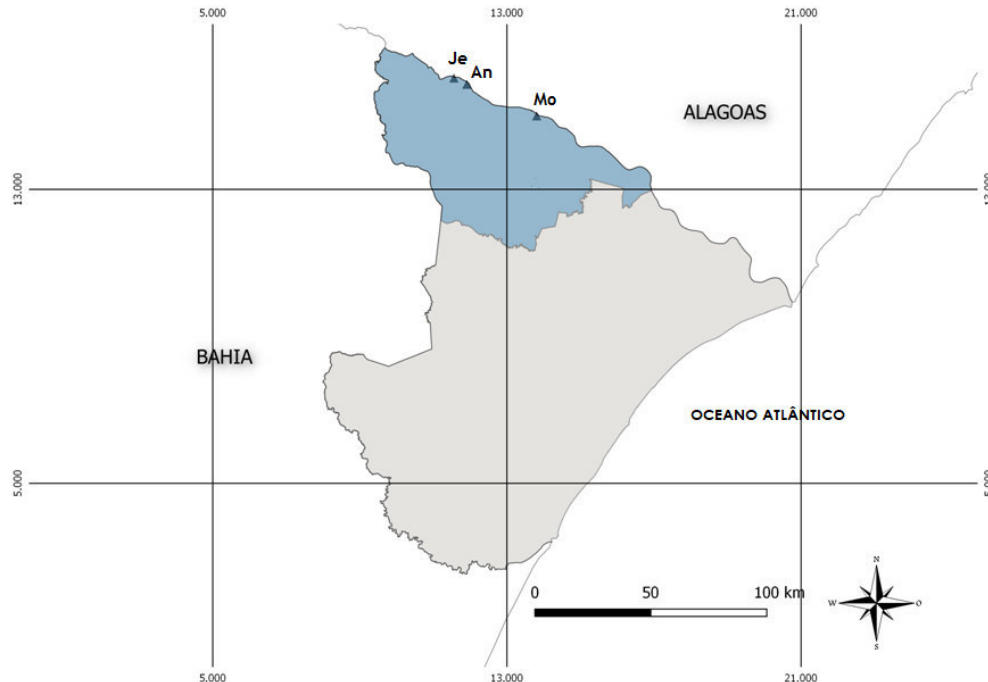 5.000 13.000 21.000
Je
An
Mo
ALAGOAS
13.000 13.000
BAHIA
OCEANO ATLÂNTICO
5.000 5.000
N
0 50 100 km
W O
S
5.000 13.000 21.000